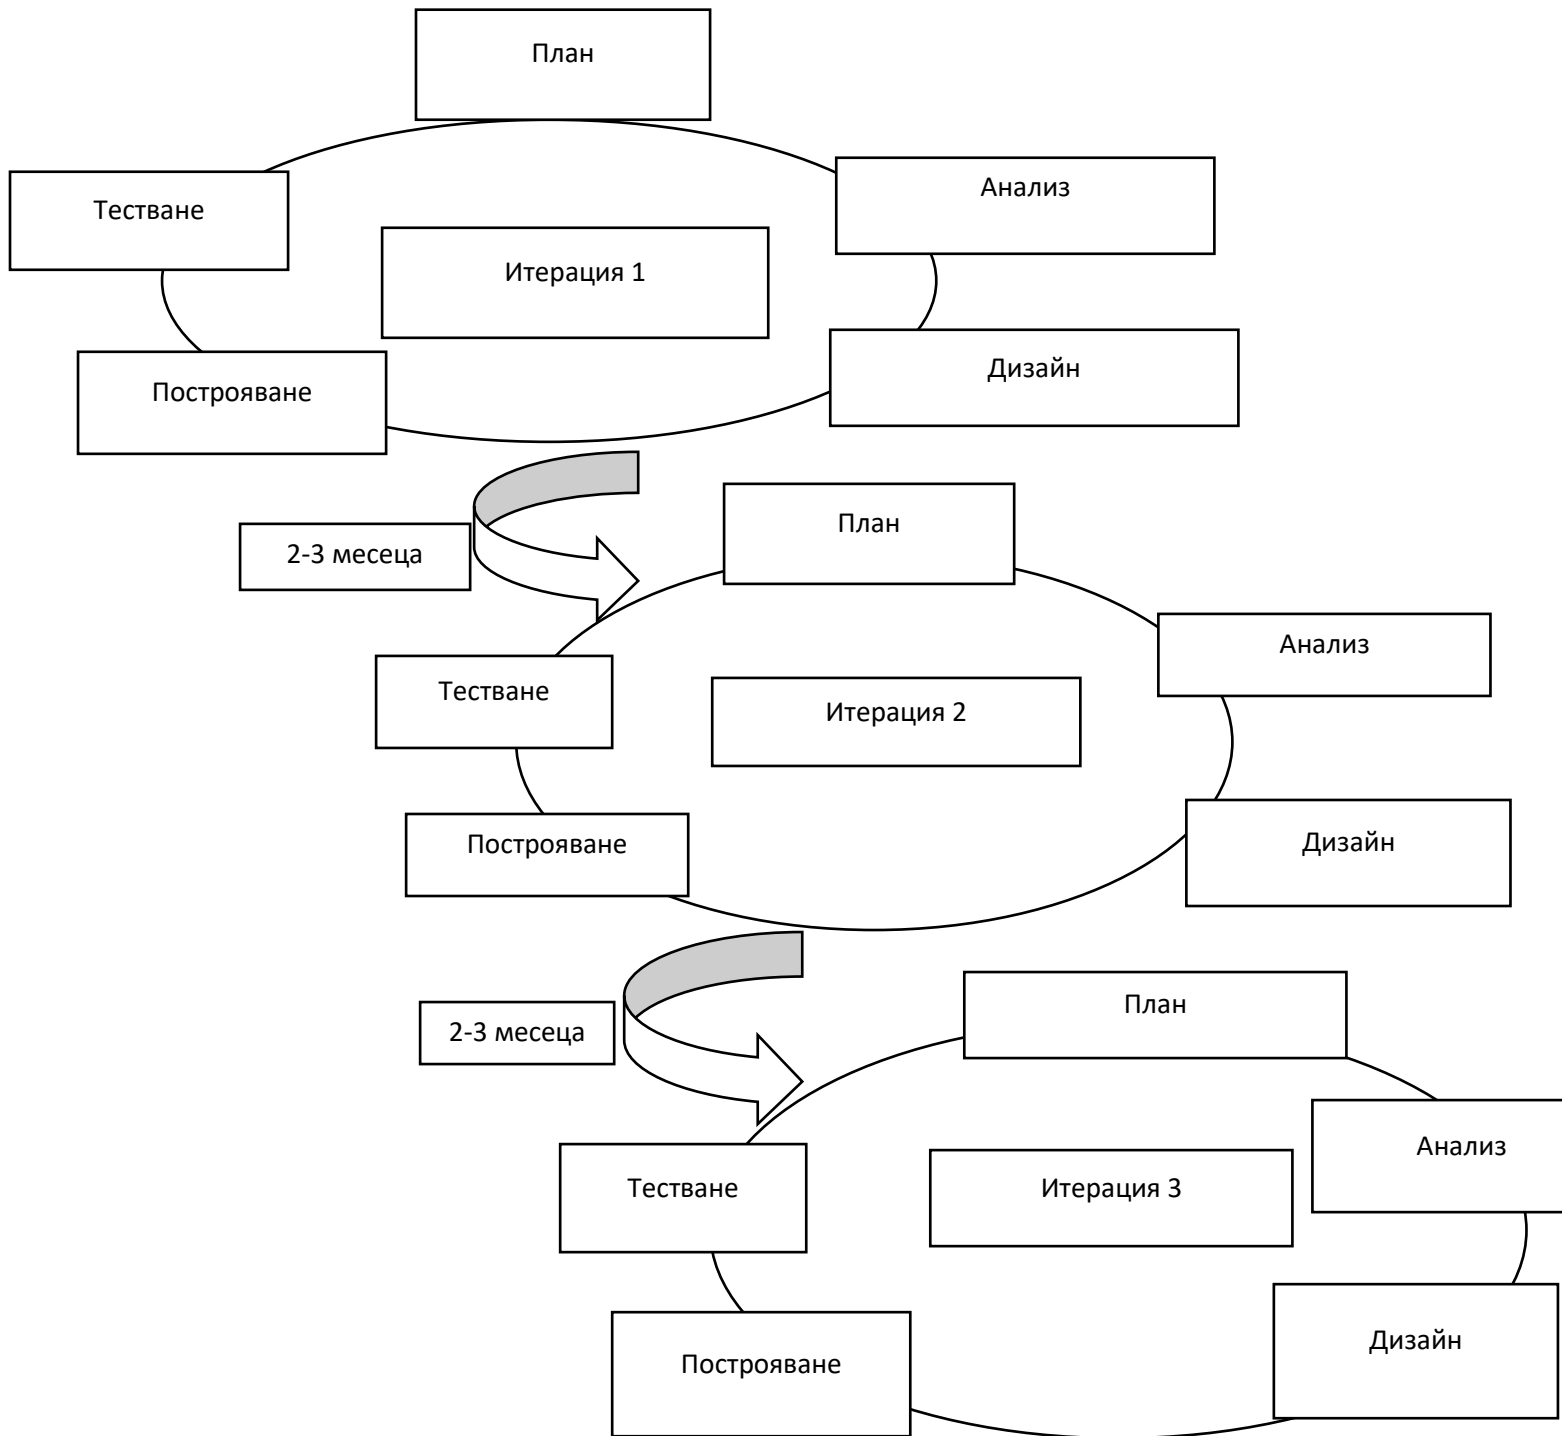 План
Анализ
Тестване
Итерация 1
Дизайн
Построяване
План
2-3 месеца
Анализ
Тестване
Итерация 2
Дизайн
Построяване
План
2-3 месеца
Анализ
Тестване
Итерация 3
Дизайн
Построяване